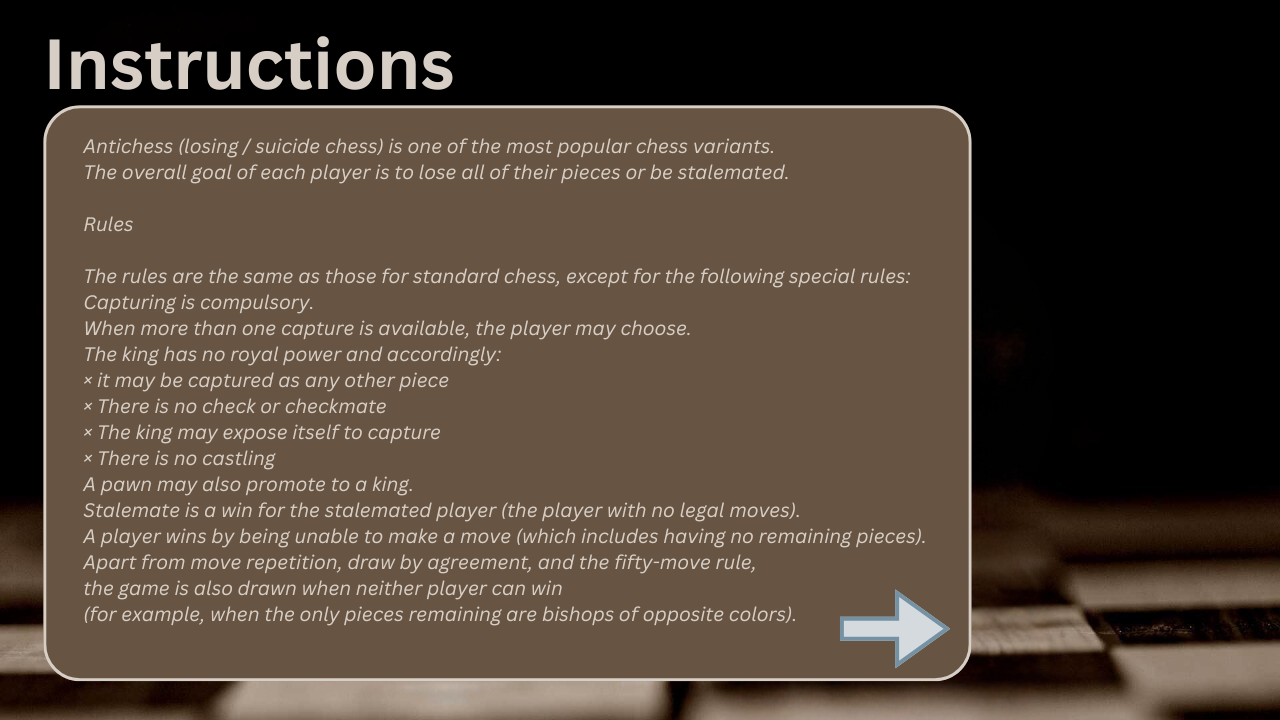 Instructions
Antichess (losing / suicide chess) is one of the most popular chess variants.
The overall goal of each player is to lose all of their pieces or be stalemated.
Rules
The rules are the same as those for standard chess, except for the following special rules:
Capturing is compulsory.
When more than one capture is available, the player may choose.
The king has no royal power and accordingly:
× it may be captured as any other piece
× There is no check or checkmate
× The king may expose itself to capture
× There is no castling
A pawn may also promote to a king.
Stalemate is a win for the stalemated player (the player with no legal moves).
A player wins by being unable to make a move (which includes having no remaining pieces).
Apart from move repetition, draw by agreement, and the fifty-move rule,
the game is also drawn when neither player can win
(for example, when the only pieces remaining are bishops of opposite colors).